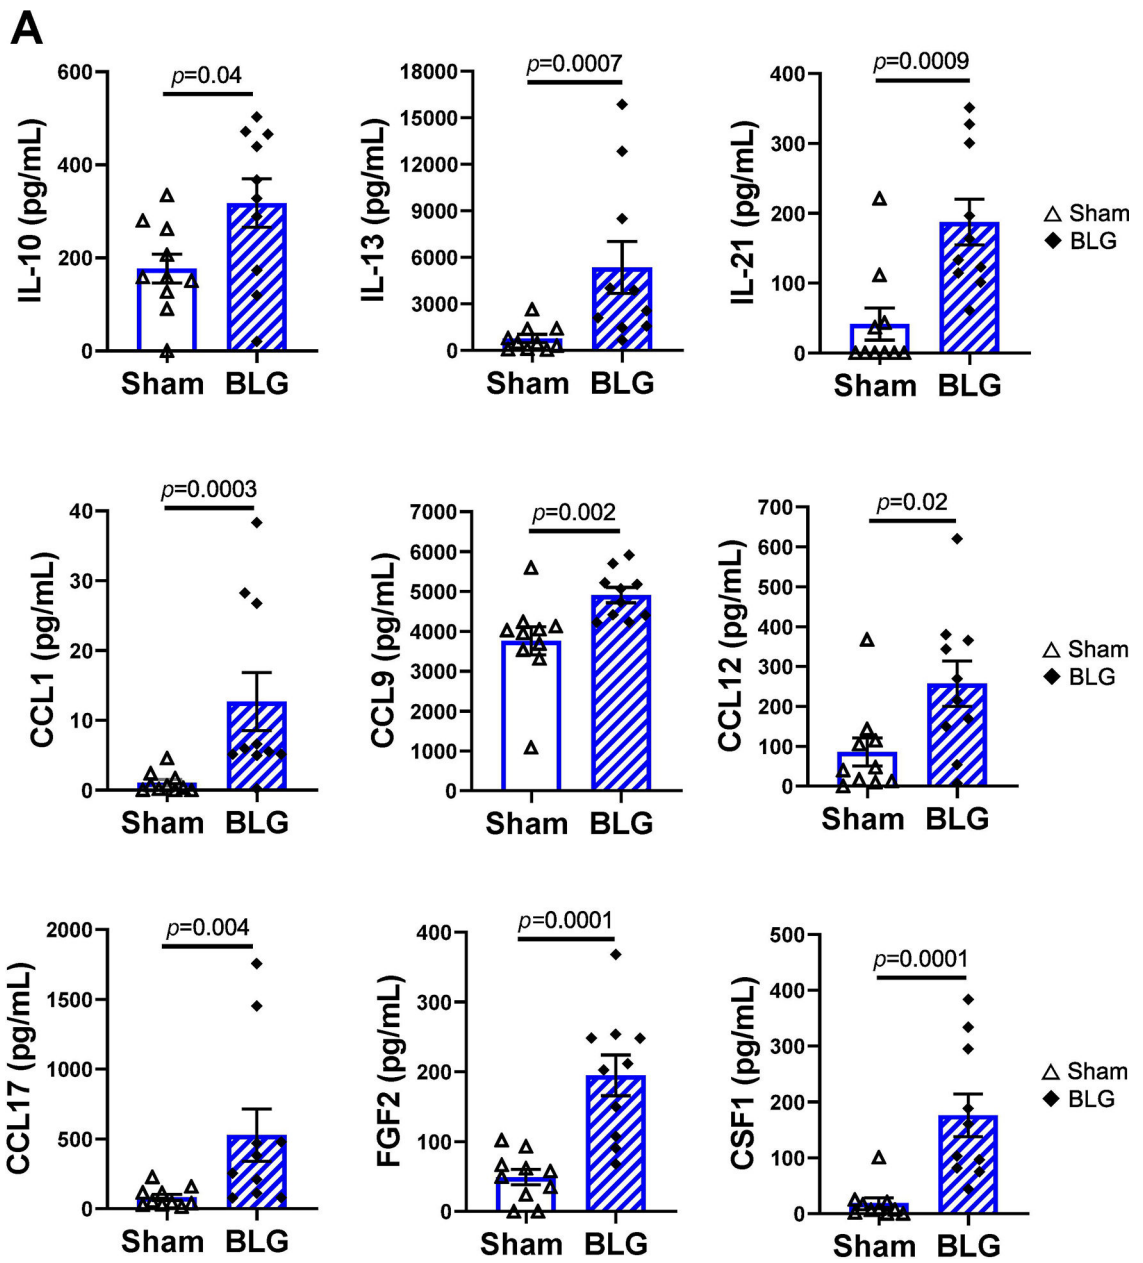 A
IL-10 (pg/mL)
600
400
200
0
p=0.04
Sham BLG
IL-13 (pg/mL)
18000
15000
12000
9000
6000
3000
0
p=0.0007
Sham BLG
IL-21 (pg/mL)
400
300
200
100
0
p=0.0009
Sham BLG
Sham
BLG
CCL1 (pg/mL)
40
30
20
10
0
p=0.0003
Sham BLG
CCL9 (pg/mL)
7000
6000
5000
4000
3000
2000
1000
0
p=0.002
Sham BLG
CCL12 (pg/mL)
700
600
500
400
300
200
100
0
p=0.02
Sham BLG
Sham
BLG
CCL17 (pg/mL)
2000
1500
1000
500
0
p=0.004
Sham BLG
FGF2 (pg/mL)
400
300
200
100
0
p=0.0001
Sham BLG
CSF1 (pg/mL)
500
400
300
200
100
0
p=0.0001
Sham BLG
Sham
BLG